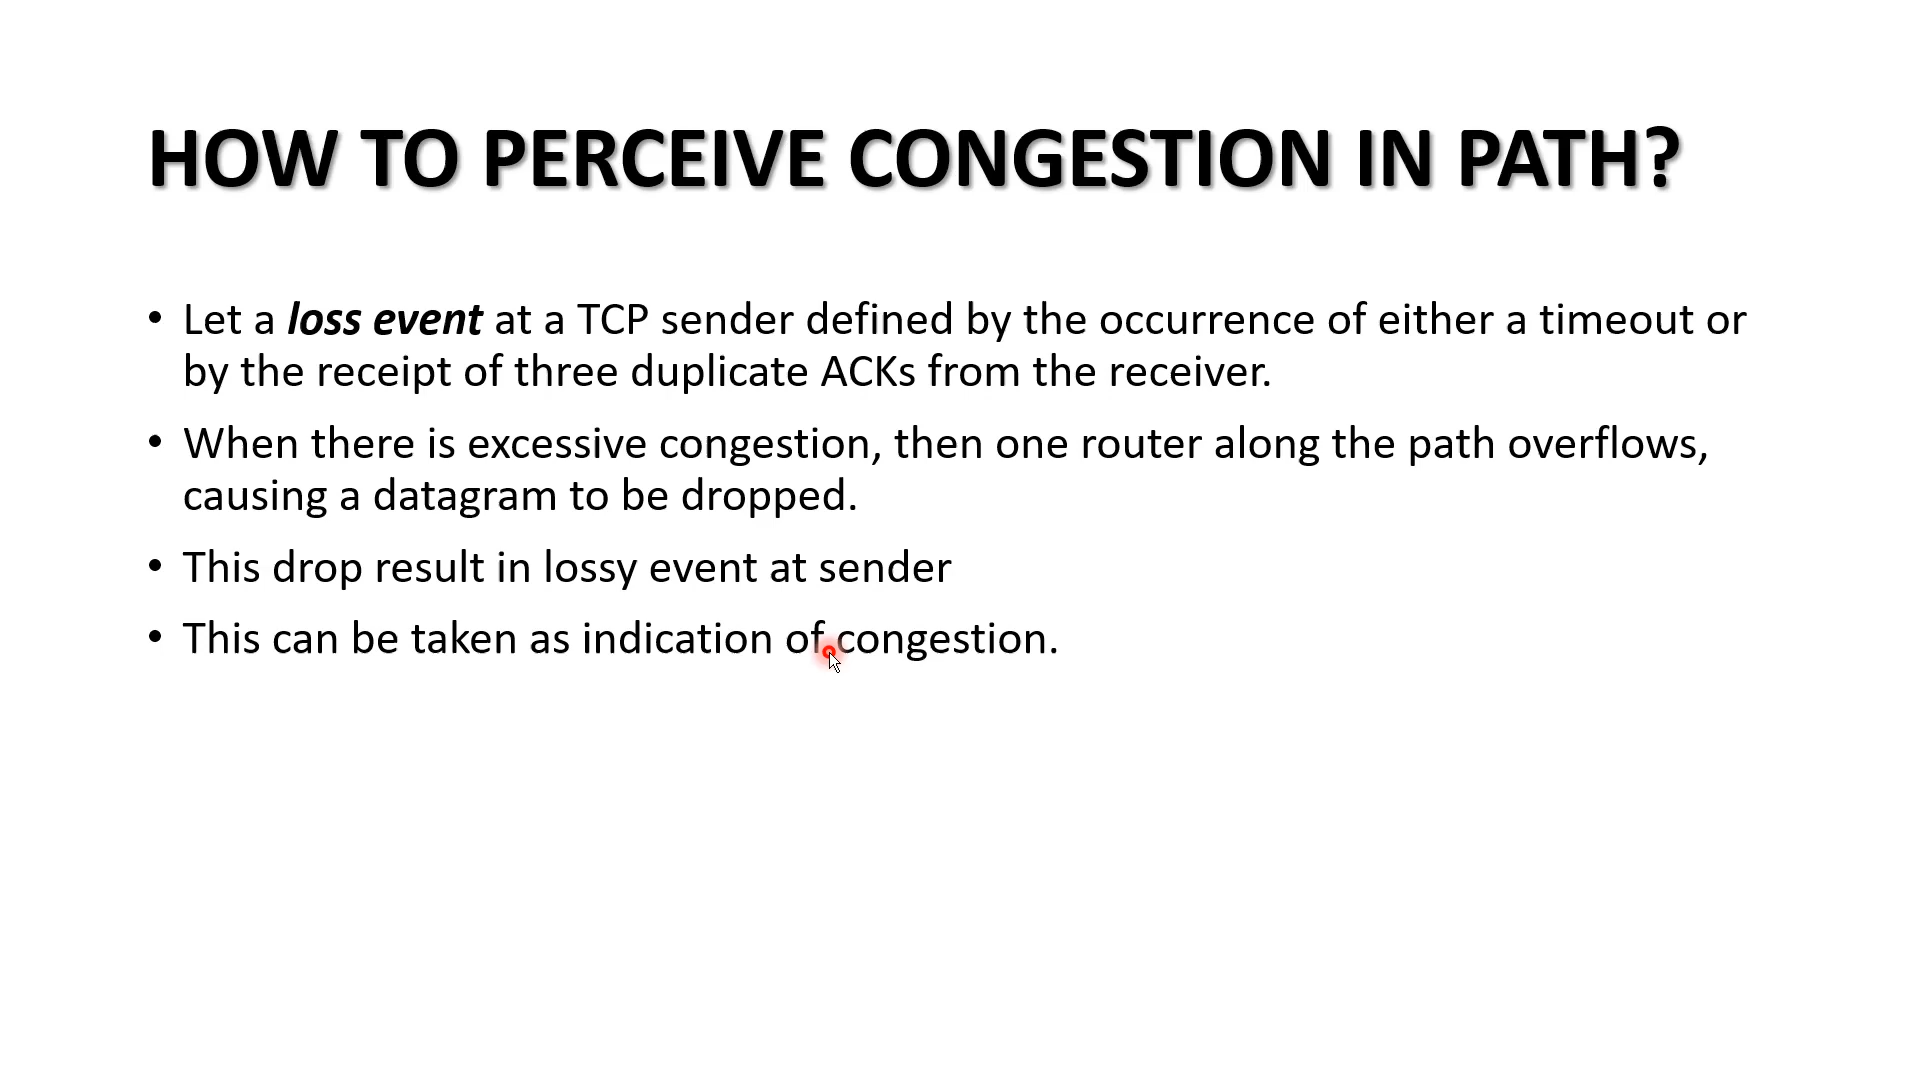 HOW TO PERCEIVE CONGESTION IN PATH?
• Let a loss event at a TCP sender defined by the occurrence of either a timeout or
by the receipt of three duplicate ACKs from the receiver.
• When there is excessive congestion, then one router along the path overflows,
causing a datagram to be dropped.
• This drop result in lossy event at sender
• This can be taken as indication of congestion.